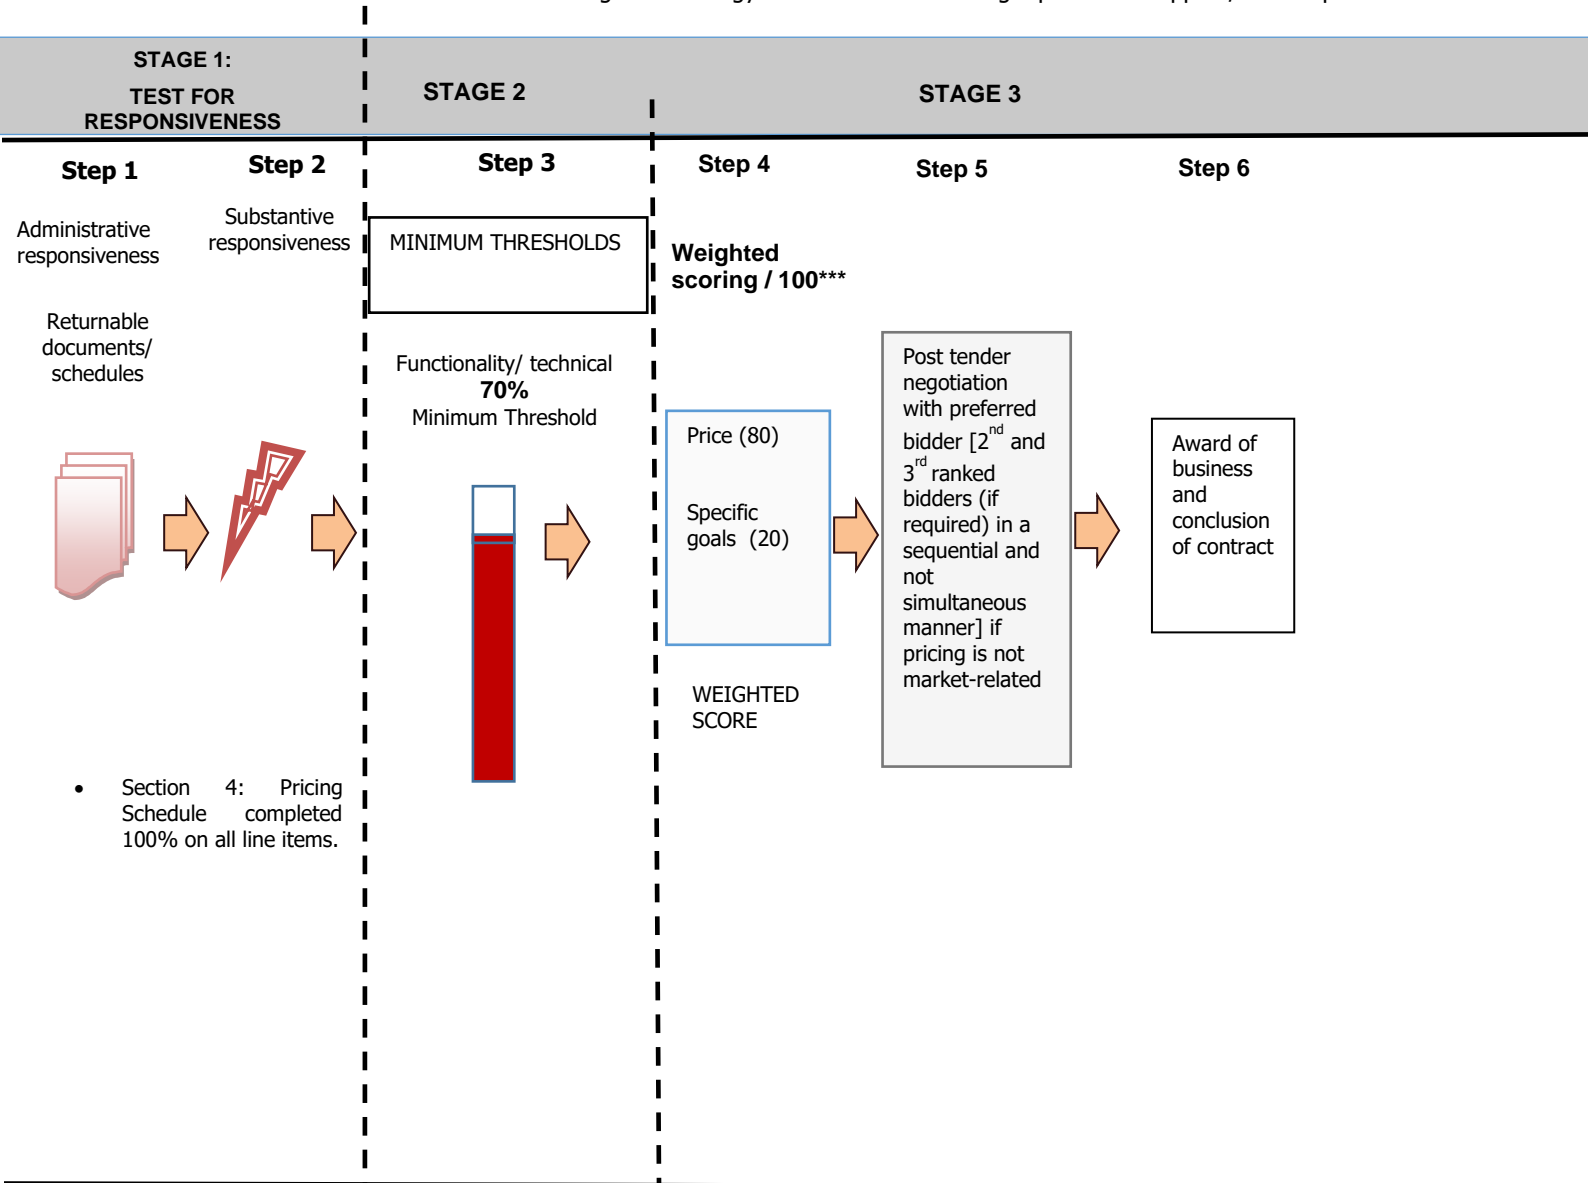 STAGE 1:
TEST FOR
RESPONSIVENESS
STAGE 2
STAGE 3
Step 1
Step 2
Step 3
Step 4
Step 5
Step 6
Administrative
responsiveness
Returnable
documents/
schedules
Substantive
responsiveness
• Section 4: Pricing
Schedule completed
100% on all line items.
MINIMUM THRESHOLDS
Functionality/ technical
70%
Minimum Threshold
Weighted
scoring / 100***
Price (80)
Specific
goals (20)
WEIGHTED
SCORE
Post tender
negotiation
with preferred
bidder [2nd and
3rd ranked
bidders (if
required) in a
sequential and
not
simultaneous
manner] if
pricing is not
market-related
Award of
business
and
conclusion
of contract